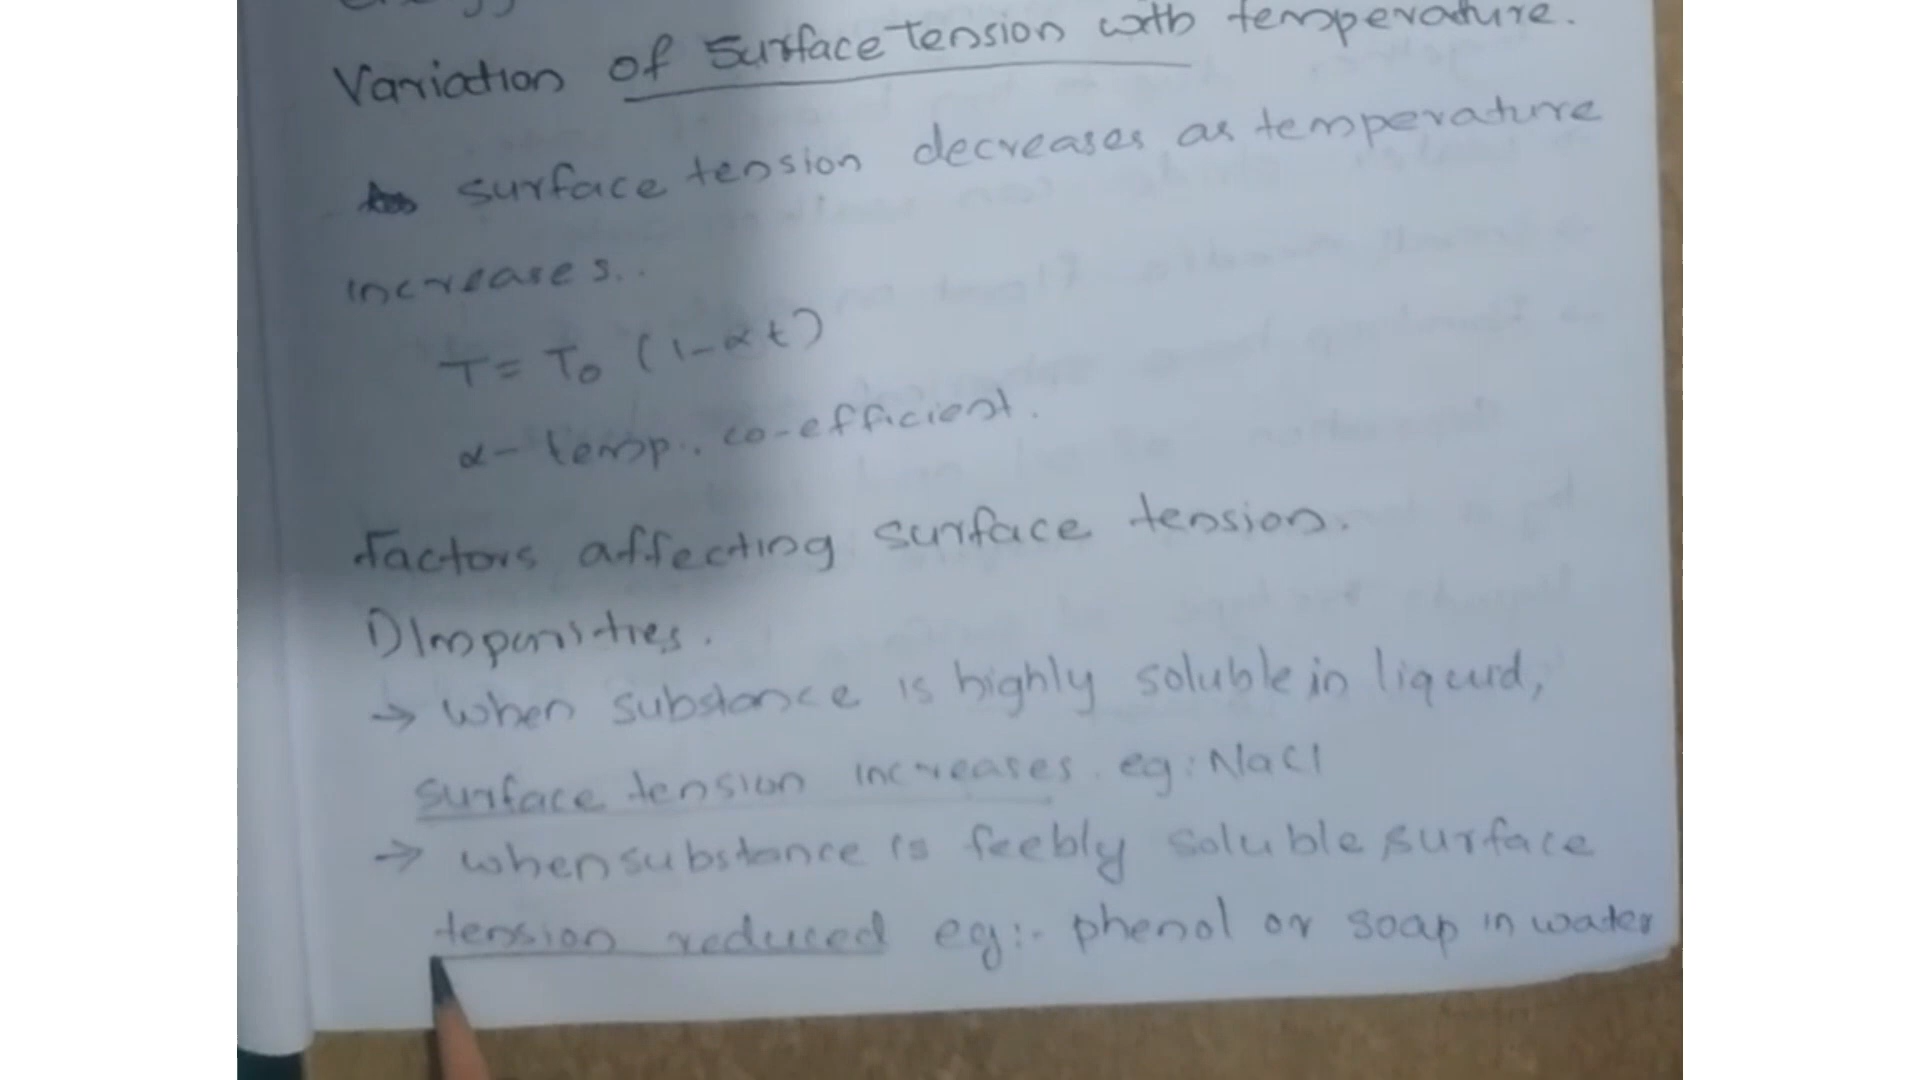 Variation of Surface Tension with temperature.
surface tension decreases as temperature
increases..
T = T₀ (1-αt)
α- temp.. co-efficient.
Factors affecting surface tension.
1) Impurities.
→ when substance is highly soluble in liquid,
surface tension increases. eg: NaCl
→ when substance is feebly soluble, surface
tension reduced eg:- phenol or soap in water